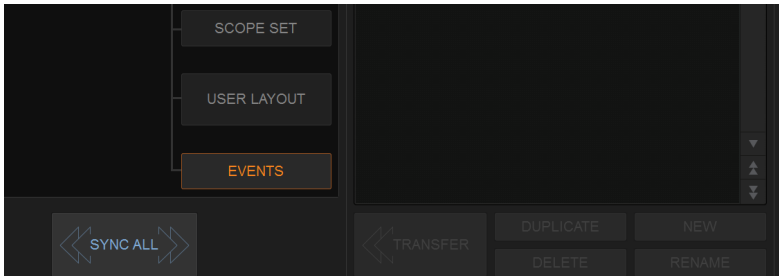 SCOPE SET
USER LAYOUT
EVENTS
SYNC ALL
TRANSFER
DUPLICATE
NEW
DELETE
RENAME